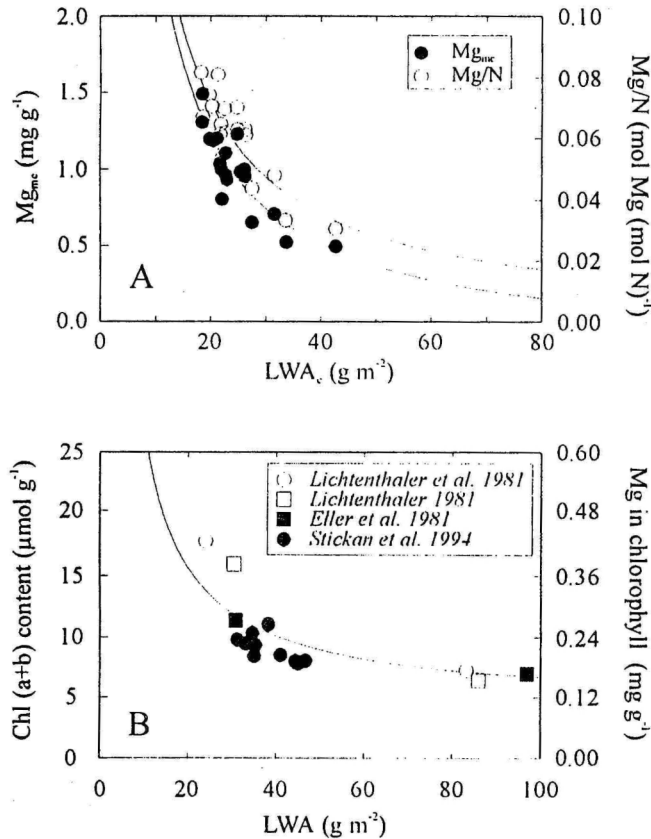 2.0
1.5
1.0
0.5
0.0
Mg_mc (mg g⁻¹)
A
Mg_mc
Mg/N
0.10
0.08
0.06
0.04
0.02
0.00
Mg/N (mol Mg (mol N)⁻¹
0 20 40 60 80
LWA_c (g m⁻²)
25
20
15
10
5
0
Chl (a+b) content (μmol g⁻¹)
B
Lichtenthaler et al. 1981
Lichtenthaler 1981
Eller et al. 1981
Stickan et al. 1994
0.60
0.48
0.36
0.24
0.12
0.00
Mg in chlorophyll (mg g⁻¹)
0 20 40 60 80 100
LWA (g m⁻²)